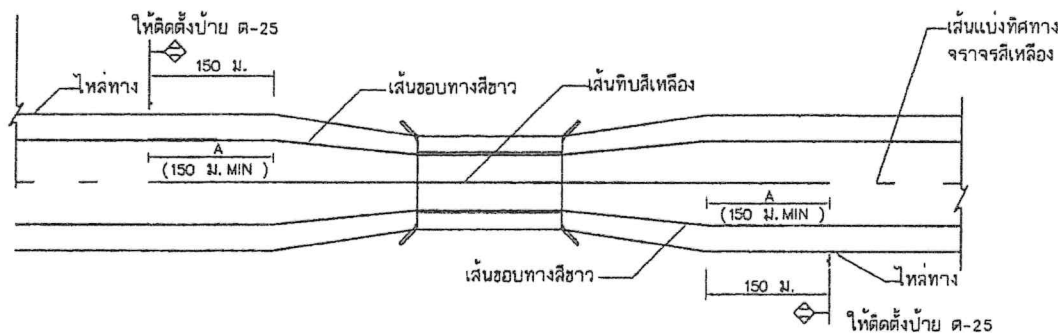 ให้ติดตั้งป้าย ต-25
150 ม.
ไหล่ทาง
เส้นขอบทางสีขาว
เส้นทึบสีเหลือง
เส้นแบ่งทิศทาง
จราจรสีเหลือง
A
(150 ม. MIN )
A
(150 ม. MIN )
เส้นขอบทางสีขาว
ไหล่ทาง
150 ม.
ให้ติดตั้งป้าย ต-25